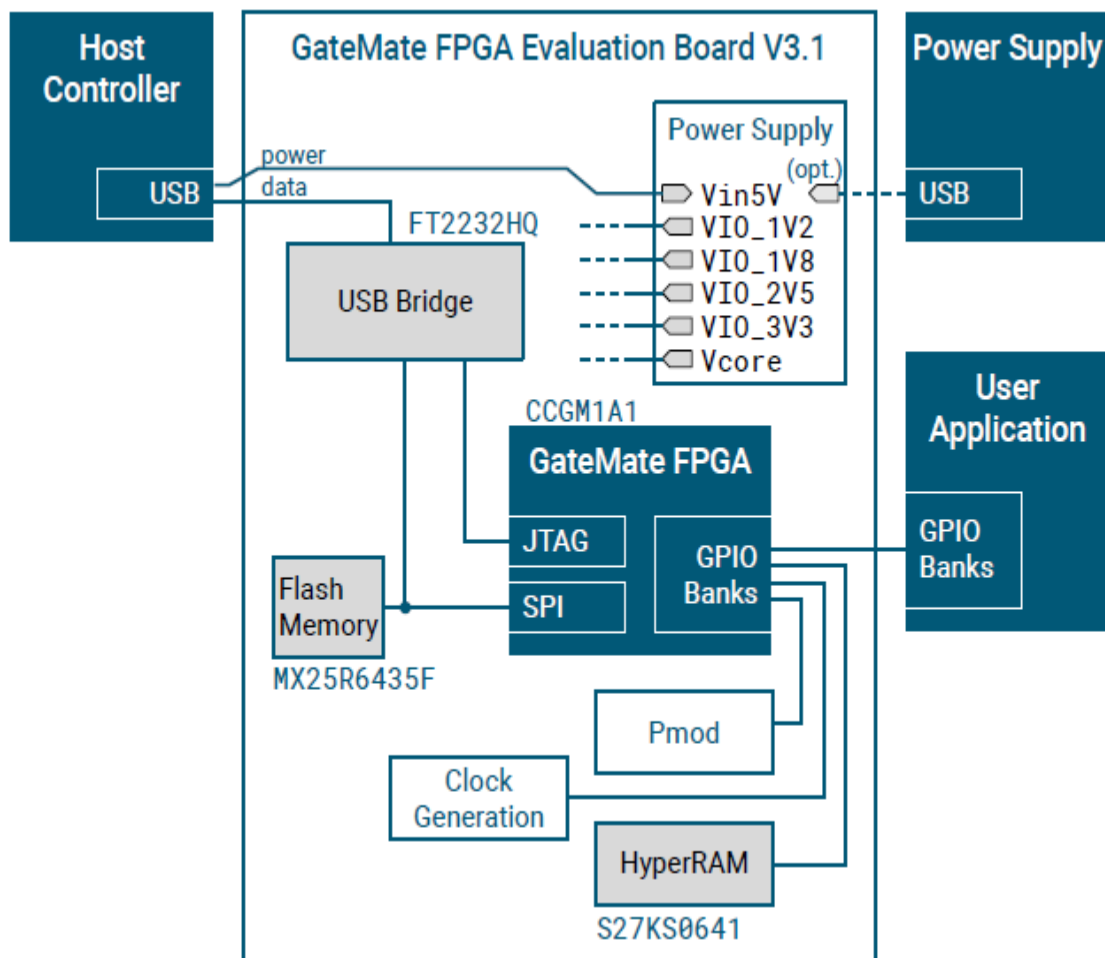 Host
Controller
USB
GateMate FPGA Evaluation Board V3.1
power
data
Power Supply
(opt.)
Vin5V
VIO_1V2
VIO_1V8
VIO_2V5
VIO_3V3
Vcore
Power Supply
USB
FT2232HQ
USB Bridge
CCGM1A1
GateMate FPGA
JTAG
SPI
GPIO
Banks
User
Application
GPIO
Banks
Flash
Memory
MX25R6435F
Pmod
Clock
Generation
HyperRAM
S27KS0641